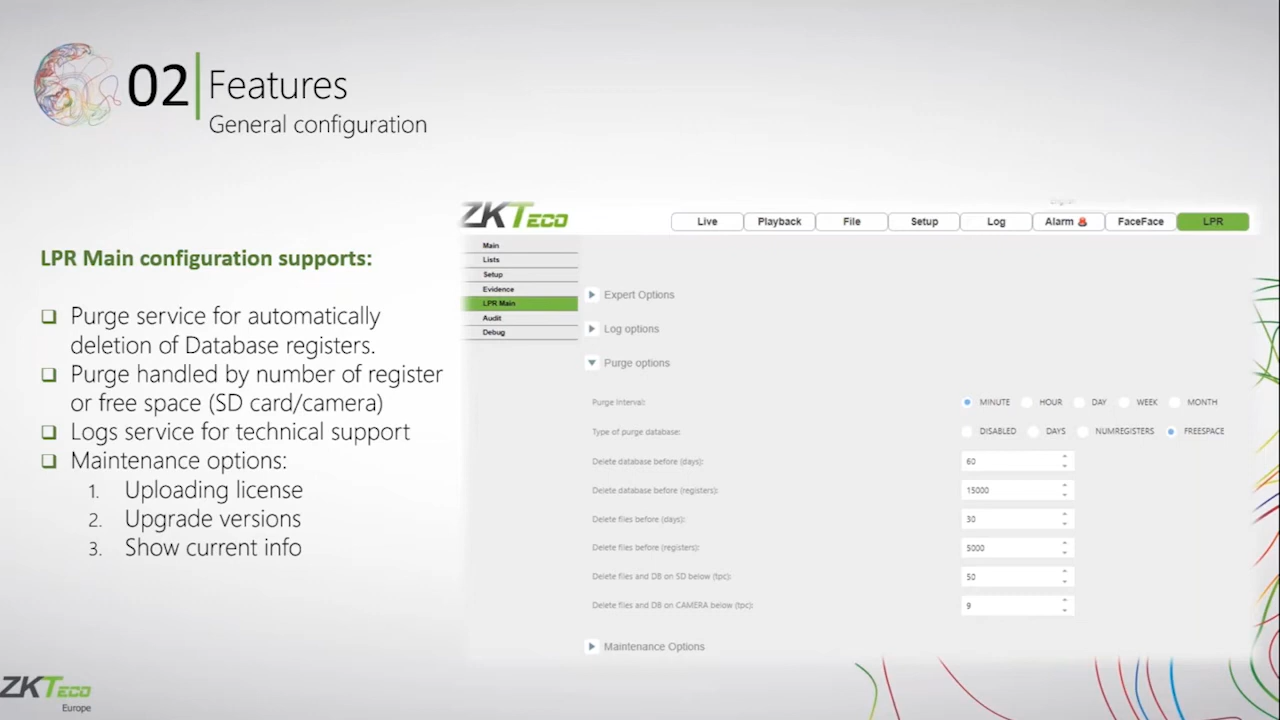 02
Features
General configuration
LPR Main configuration supports:
Purge service for automatically
deletion of Database registers.
Purge handled by number of register
or free space (SD card/camera)
Logs service for technical support
Maintenance options:
1. Uploading license
2. Upgrade versions
3. Show current info
ZKTeco
Live Playback File Setup Log Alarm FaceFace LPR
Main
Lists
Setup
Evidence
LPR Main
Audit
Debug
Expert Options
Log options
Purge options
Purge Interval: MINUTE HOUR DAY WEEK MONTH
Type of purge database: DISABLED DAYS NUMREGISTERS FREESPACE
Delete database before (days): 60
Delete database before (registers): 15000
Delete files before (days): 30
Delete files before (registers): 5000
Delete files and DB on SD below (tpc): 50
Delete files and DB on CAMERA below (tpc): 9
Maintenance Options
ZKTeco
Europe